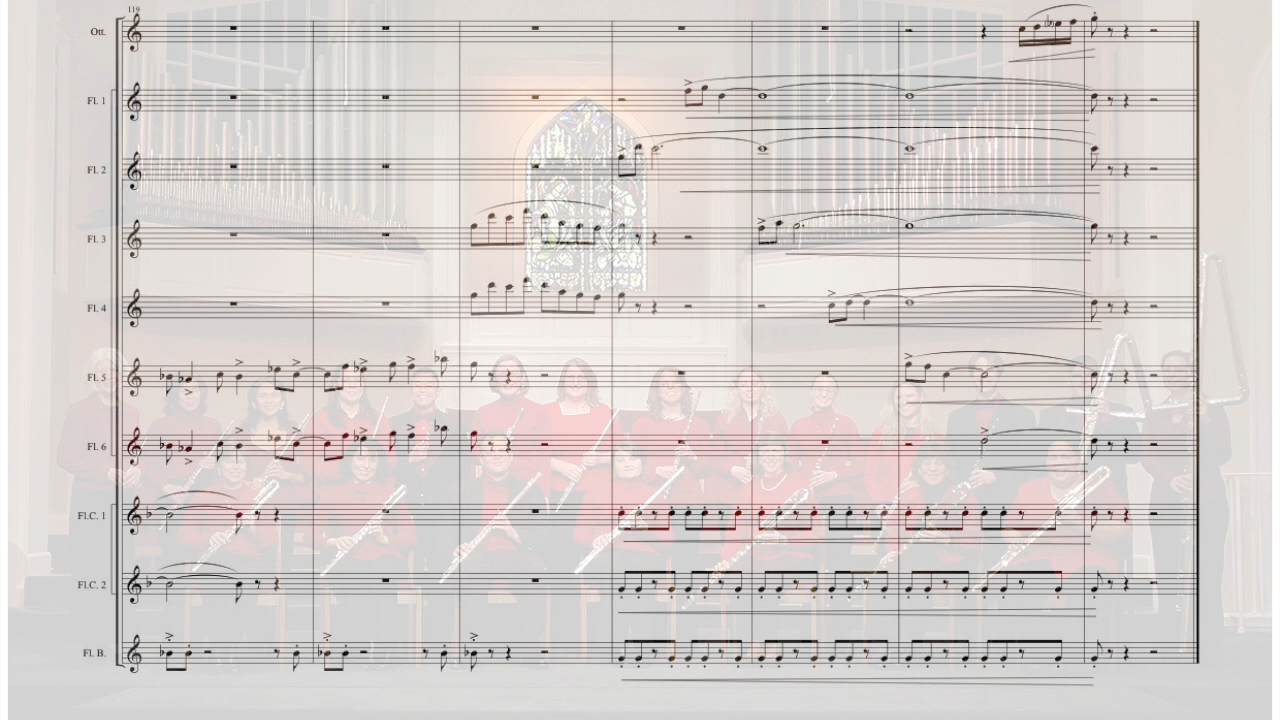 119
Ott.
Fl. 1
Fl. 2
Fl. 3
Fl. 4
Fl. 5
Fl. 6
Fl.C. 1
Fl.C. 2
Fl. B.